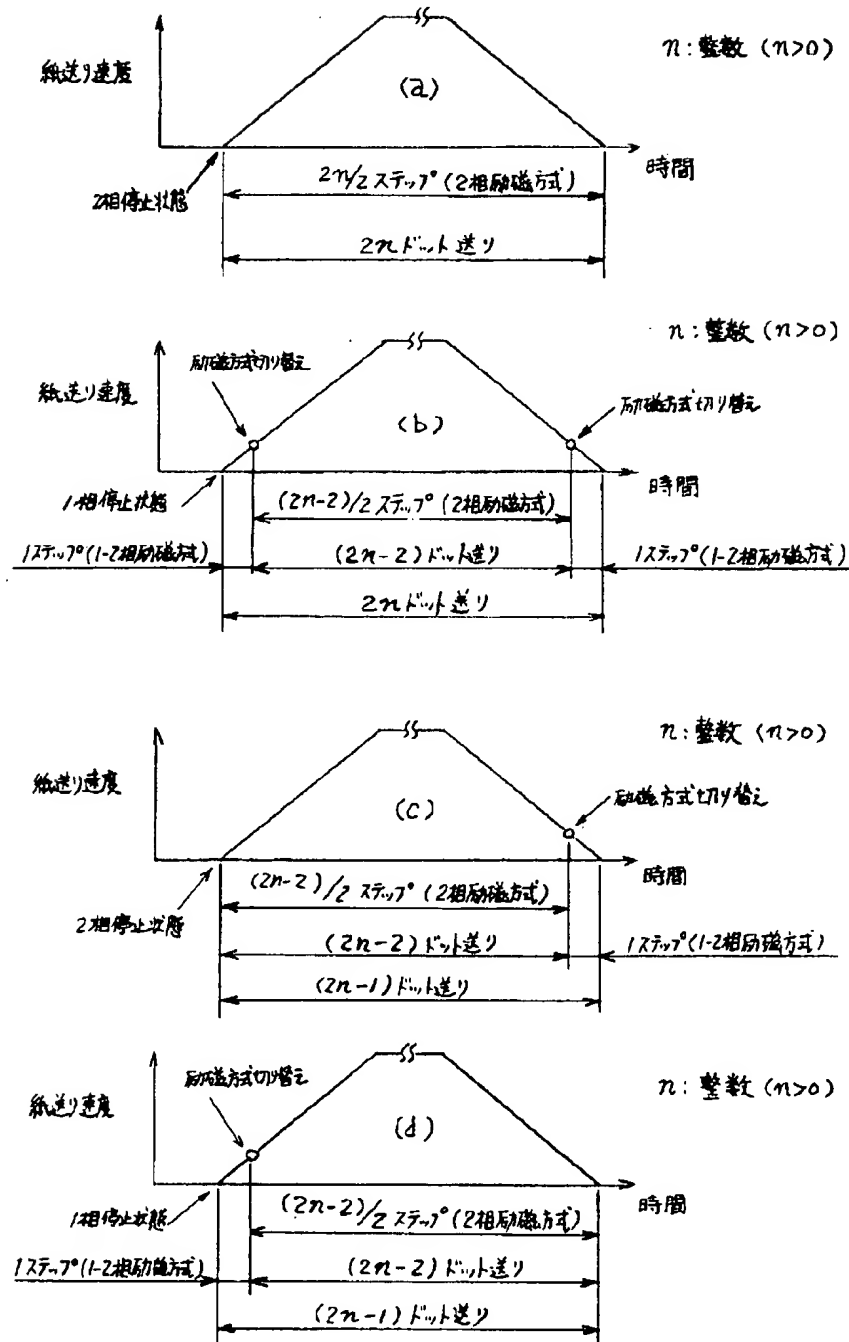 n:整数 (n>0)
紙送り速度
(a)
時間
2相停止状態
2n/2 ステップ (2相励磁方式)
2nドット送り
n:整数 (n>0)
励磁方式切り替え
紙送り速度
励磁方式切り替え
(b)
時間
1相停止状態
(2n-2)/2 ステップ (2相励磁方式)
1ステップ(1-2相励磁方式)
(2n-2)ドット送り
1ステップ(1-2相励磁方式)
2nドット送り
n:整数 (n>0)
紙送り速度
励磁方式切り替え
(c)
時間
(2n-2)/2 ステップ (2相励磁方式)
2相停止状態
(2n-2)ドット送り
1ステップ(1-2相励磁方式)
(2n-1)ドット送り
励磁方式切り替え
n:整数 (n>0)
紙送り速度
(d)
時間
1相停止状態
(2n-2)/2 ステップ (2相励磁方式)
1ステップ(1-2相励磁方式)
(2n-2)ドット送り
(2n-1)ドット送り